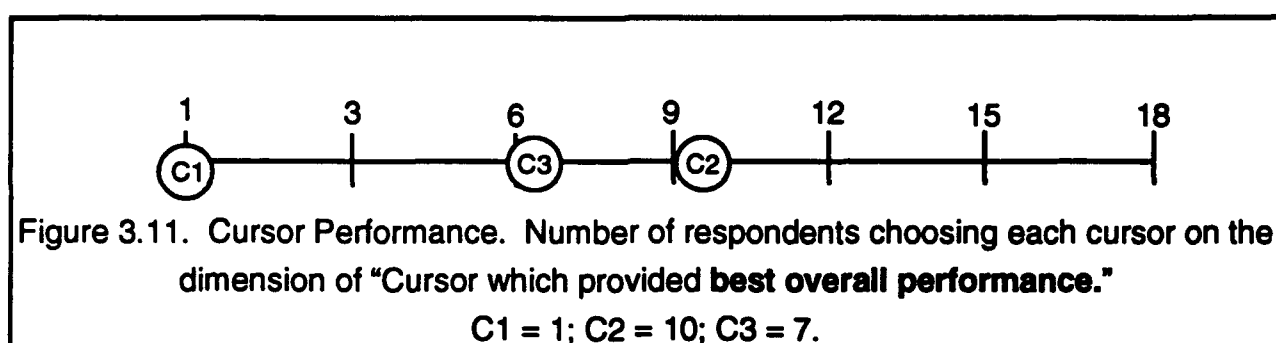 1 3 6 9 12 15 18
C1 C3 C2
Figure 3.11. Cursor Performance. Number of respondents choosing each cursor on the
dimension of “Cursor which provided best overall performance.”
C1 = 1; C2 = 10; C3 = 7.